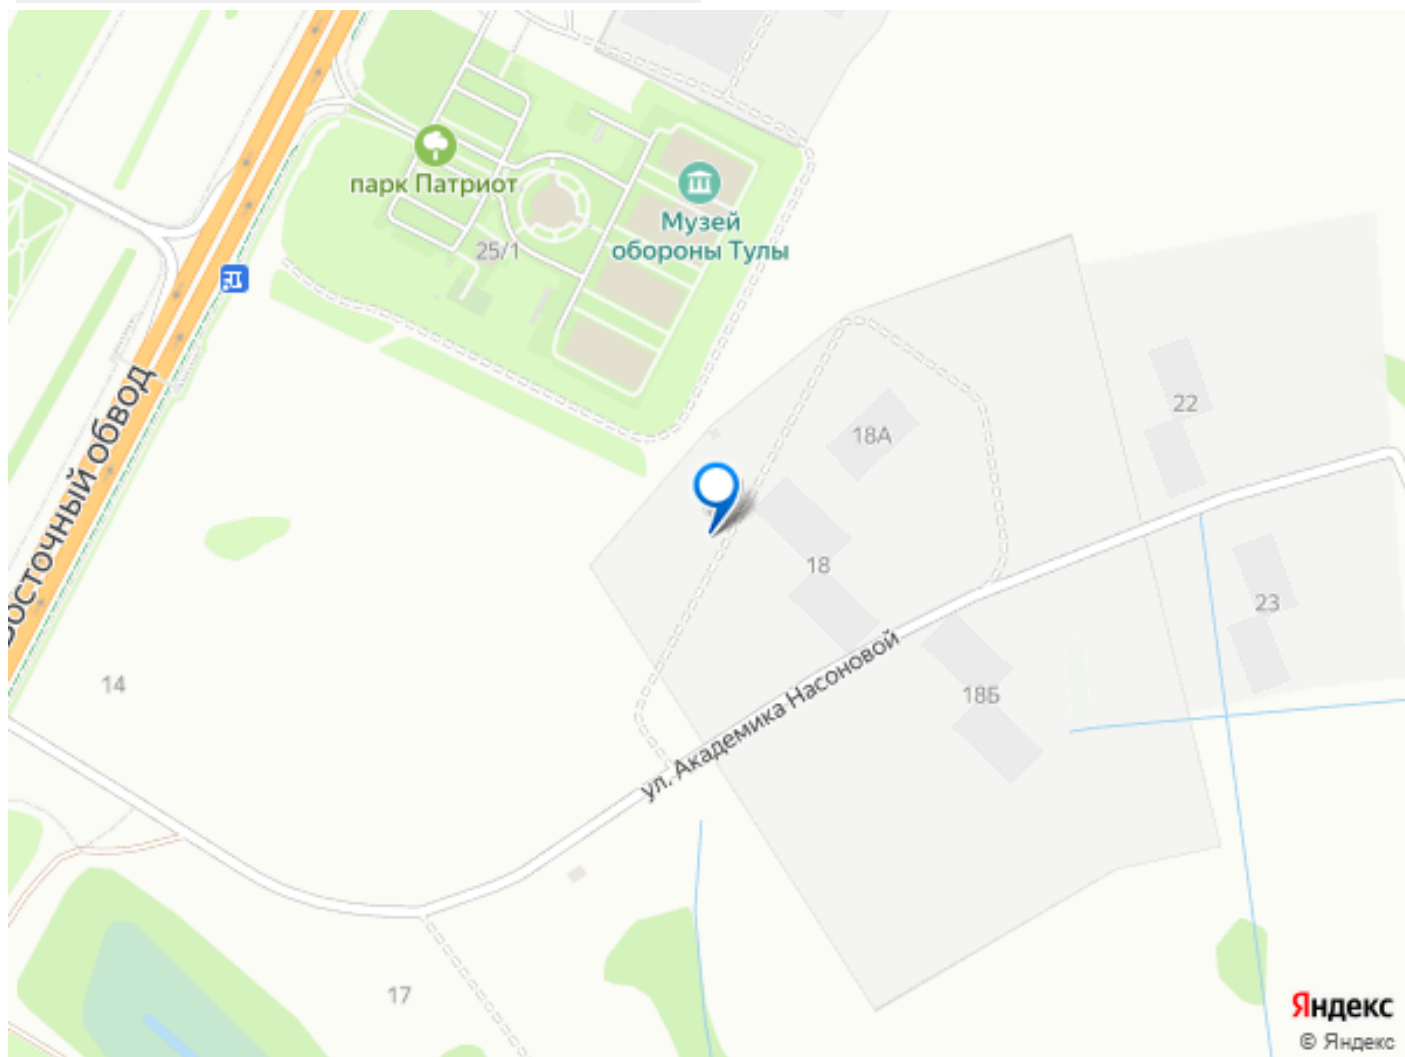 парк Патриот
Музей
обороны Тулы
25/1
Восточный обвод
22
18А
18
23
ул. Академика Насоновой
14
18Б
17
Яндекс
© Яндекс